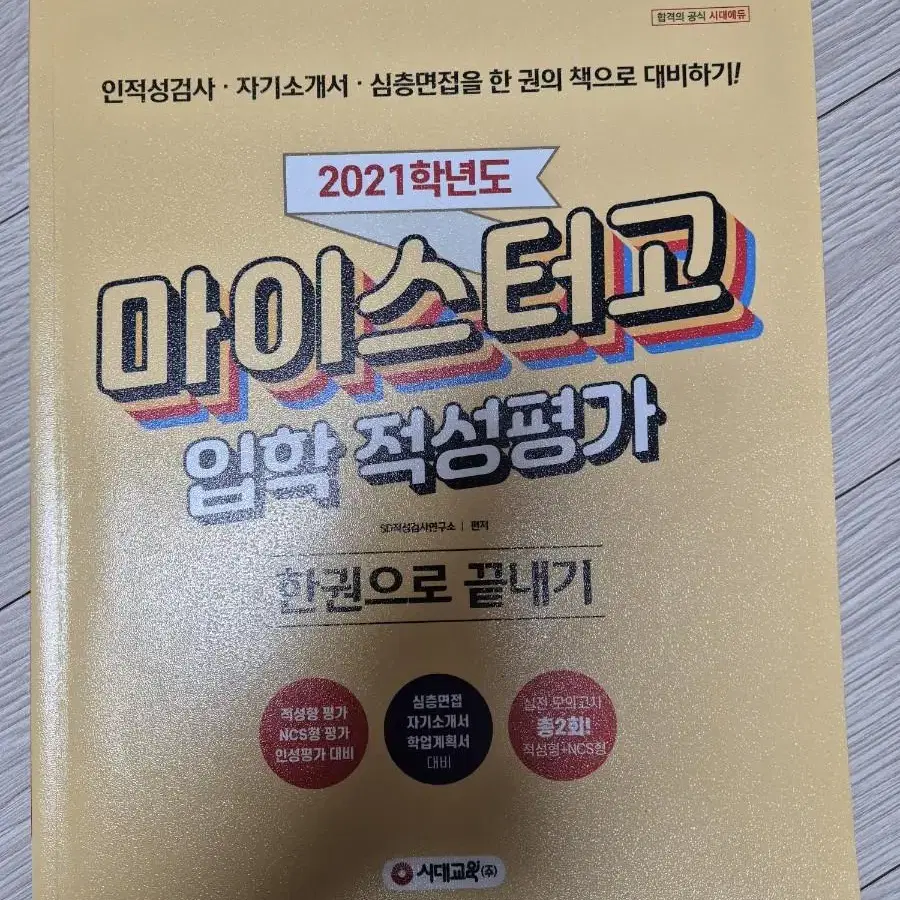 합격의 공식 시대에듀
인적성검사 · 자기소개서 · 심층면접을 한 권의 책으로 대비하기!
2021학년도
마이스터고
입학 적성평가
SD적성검사연구소 | 편저
한권으로 끝내기
적성항 평가
NCS형 평가
인성평가 대비
심층면접
자기소개서
학업계획서
대비
실전 모의고사
총2회!
적성형+NCS형
시대교육(주)